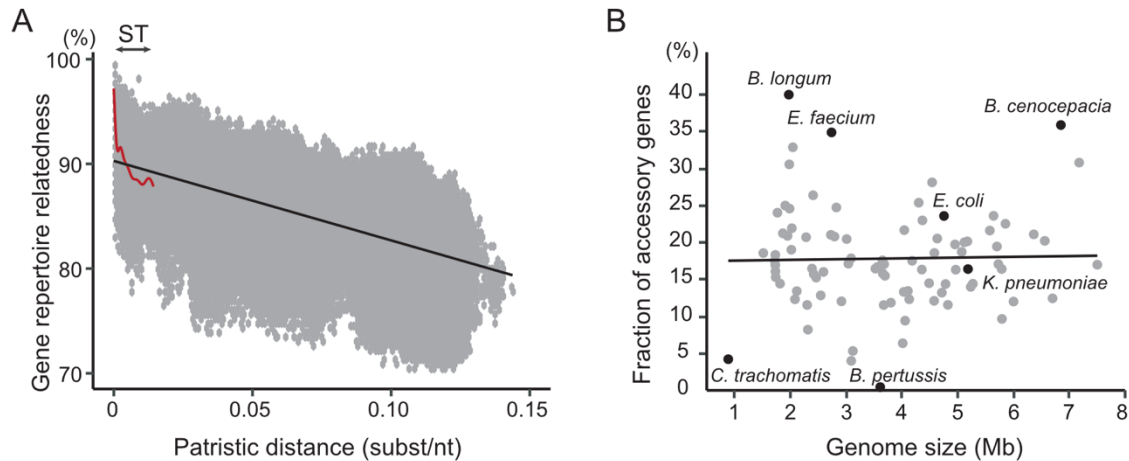 A
(%)
ST
100
90
80
70
Gene repertoire relatedness
0
0.05
0.10
0.15
Patristic distance (subst/nt)
B
(%)
40
35
30
25
20
15
10
5
0
Fraction of accessory genes
B. longum
E. faecium
B. cenocepacia
E. coli
K. pneumoniae
C. trachomatis
B. pertussis
1
2
3
4
5
6
7
8
Genome size (Mb)